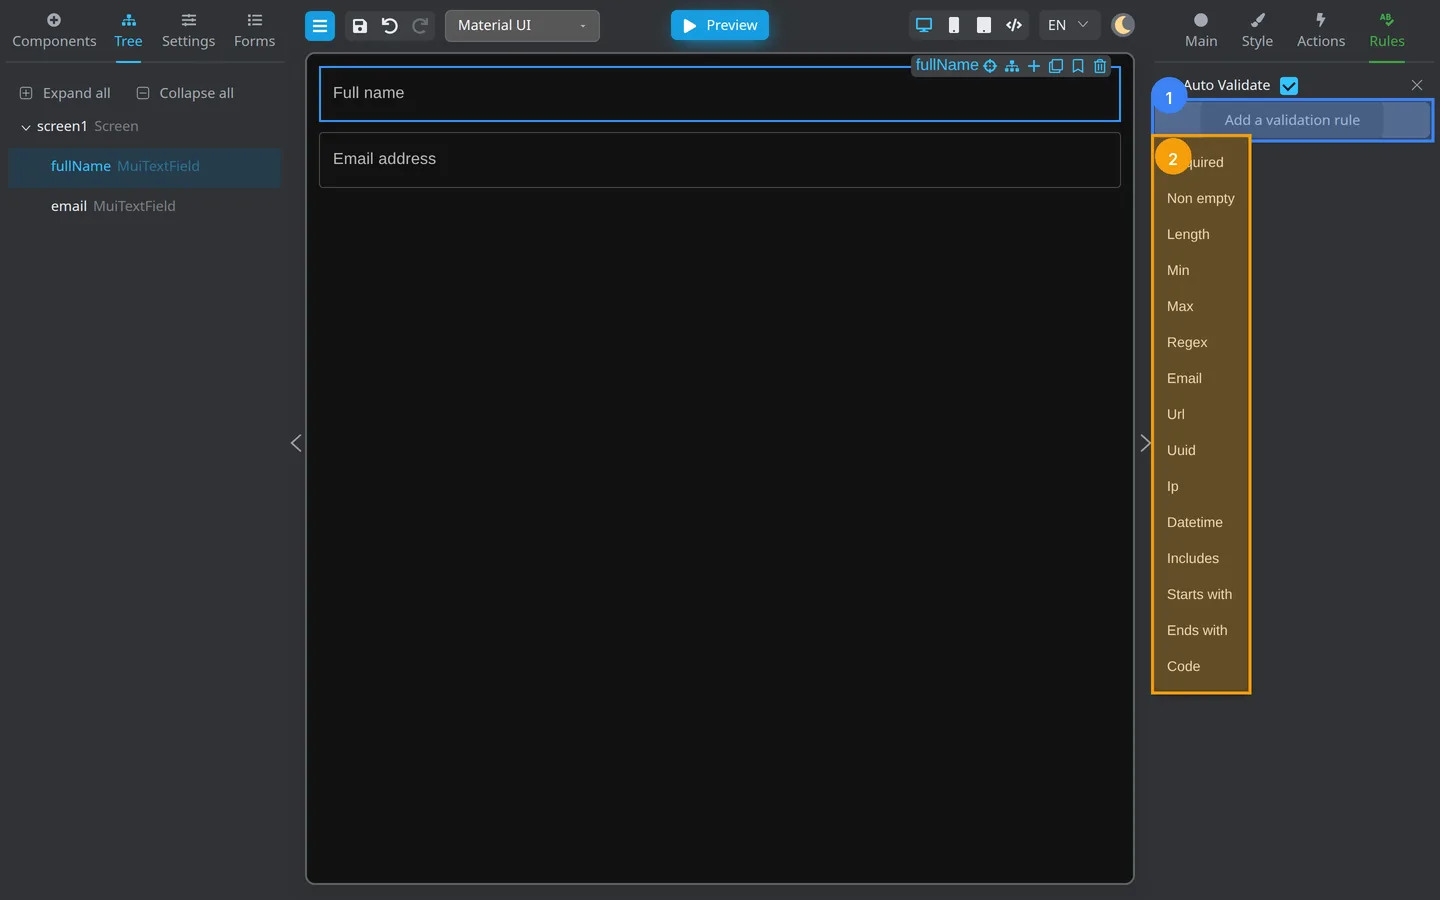 Components Tree Settings Forms
Material UI
Preview
EN
Main Style Actions Rules
Expand all Collapse all
screen1 Screen
fullName MuiTextField
email MuiTextField
fullName
Full name
Email address
Auto Validate
1
Add a validation rule
2
quired
Non empty
Length
Min
Max
Regex
Email
Url
Uuid
Ip
Datetime
Includes
Starts with
Ends with
Code